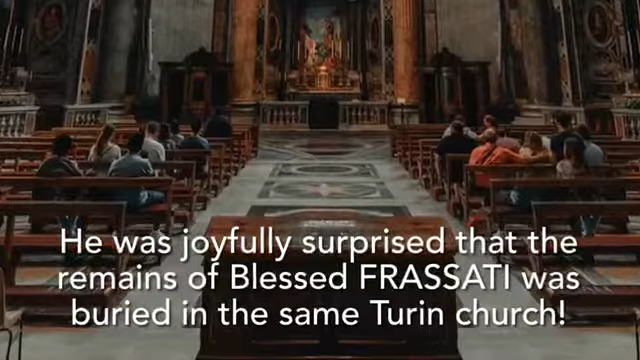 He was joyfully surprised that the
remains of Blessed FRASSATI was
buried in the same Turin church!